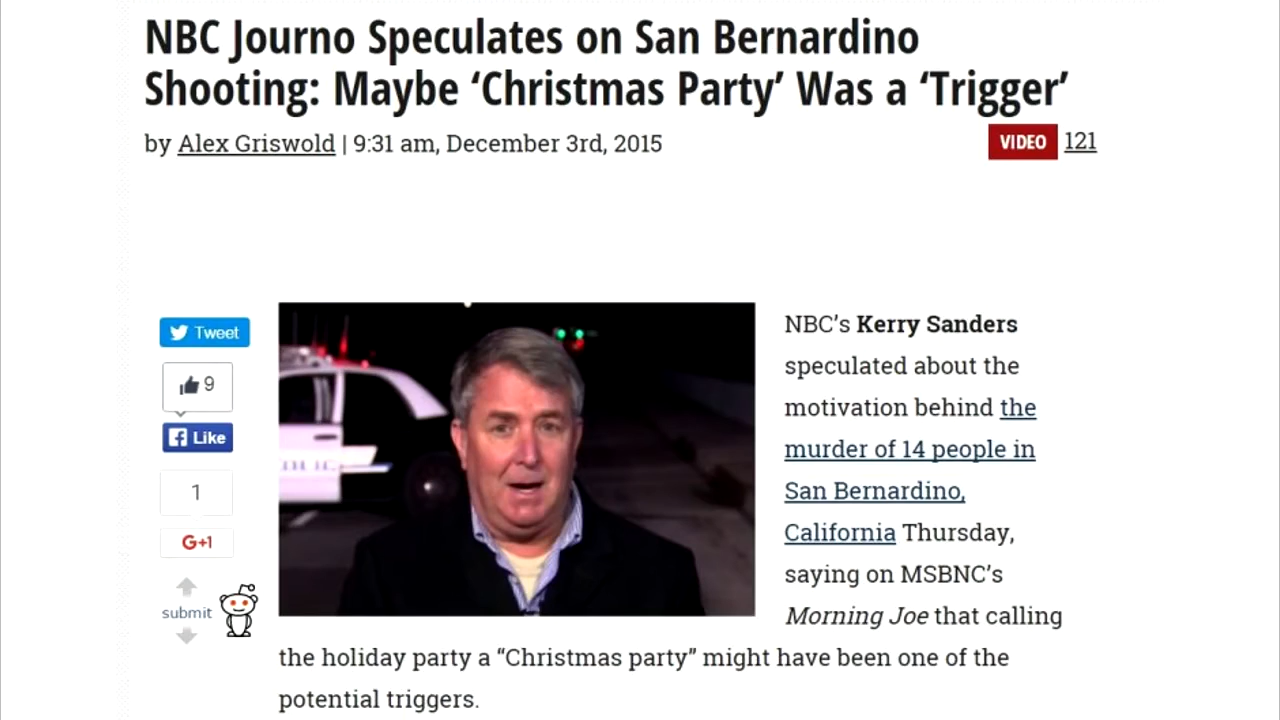 NBC Journo Speculates on San Bernardino
Shooting: Maybe ‘Christmas Party’ Was a ‘Trigger’
by Alex Griswold | 9:31 am, December 3rd, 2015
VIDEO 121
Tweet
9
Like
1
G+1
submit
NBC’s Kerry Sanders
speculated about the
motivation behind the
murder of 14 people in
San Bernardino,
California Thursday,
saying on MSBNC’s
Morning Joe that calling
the holiday party a “Christmas party” might have been one of the
potential triggers.